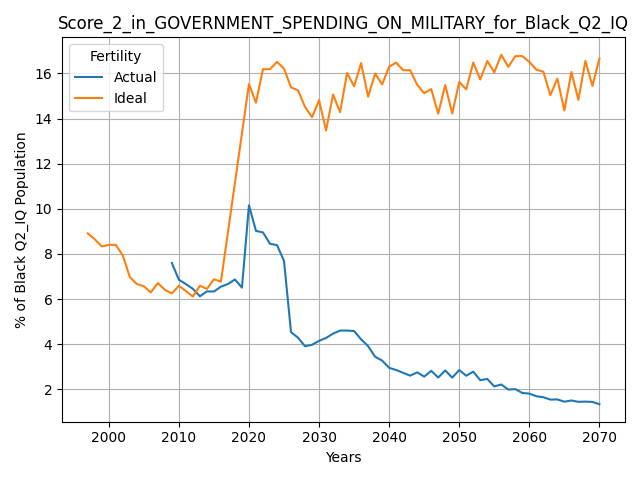 Score_2_in_GOVERNMENT_SPENDING_ON_MILITARY_for_Black_Q2_IQ
Fertility
Actual
Ideal
% of Black Q2_IQ Population
16
14
12
10
8
6
4
2
2000 2010 2020 2030 2040 2050 2060 2070
Years